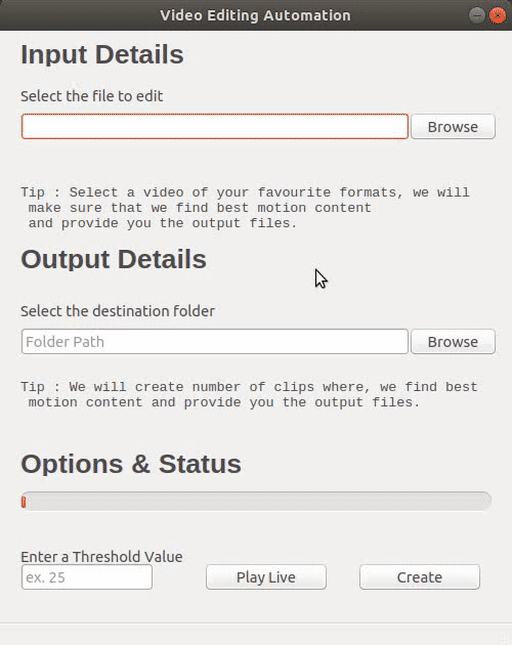 Video Editing Automation
Input Details
Select the file to edit
Browse
Tip : Select a video of your favourite formats, we will
make sure that we find best motion content
and provide you the output files.
Output Details
Select the destination folder
Folder Path
Browse
Tip : We will create number of clips where, we find best
motion content and provide you the output files.
Options & Status
Enter a Threshold Value
ex. 25
Play Live
Create